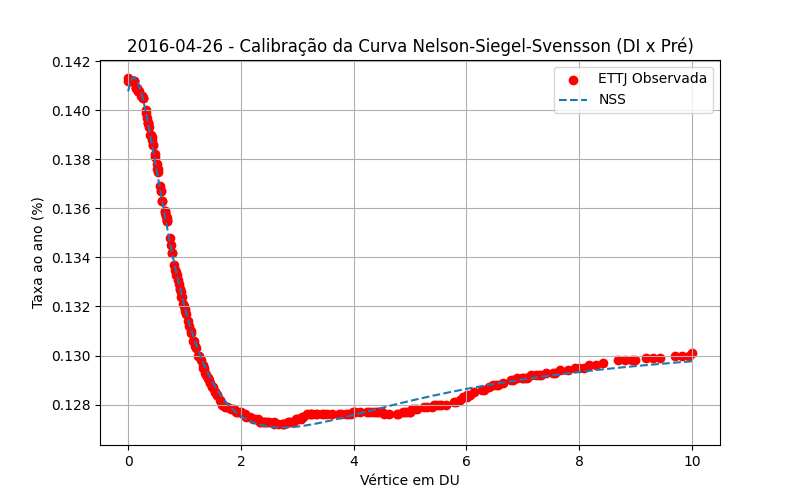 2016-04-26 - Calibração da Curva Nelson-Siegel-Svensson (DI x Pré)
ETTJ Observada
NSS
Taxa ao ano (%)
0.142
0.140
0.138
0.136
0.134
0.132
0.130
0.128
0 2 4 6 8 10
Vértice em DU